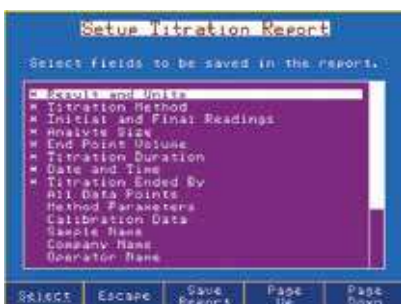 Setup Titration Report
Select fields to be saved in the report.
* Result and Units
* Titration Method
* Initial and Final Readings
* Analyte Size
* End Point Volume
* Titration Duration
* Date and Time
* Titration Ended By
All Data Points
Method Parameters
Calibration Data
Sample Name
Company Name
Operator Name
Select Escape Save Report Page Up Page Down